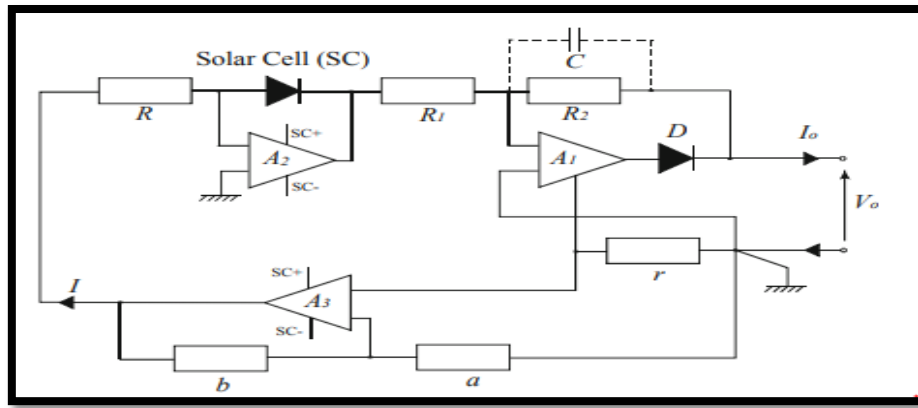 C
Solar Cell (SC)
R
R1
R2
SC+
A2
SC-
A1
D
Io
Vo
r
I
SC+
A3
SC-
b
a